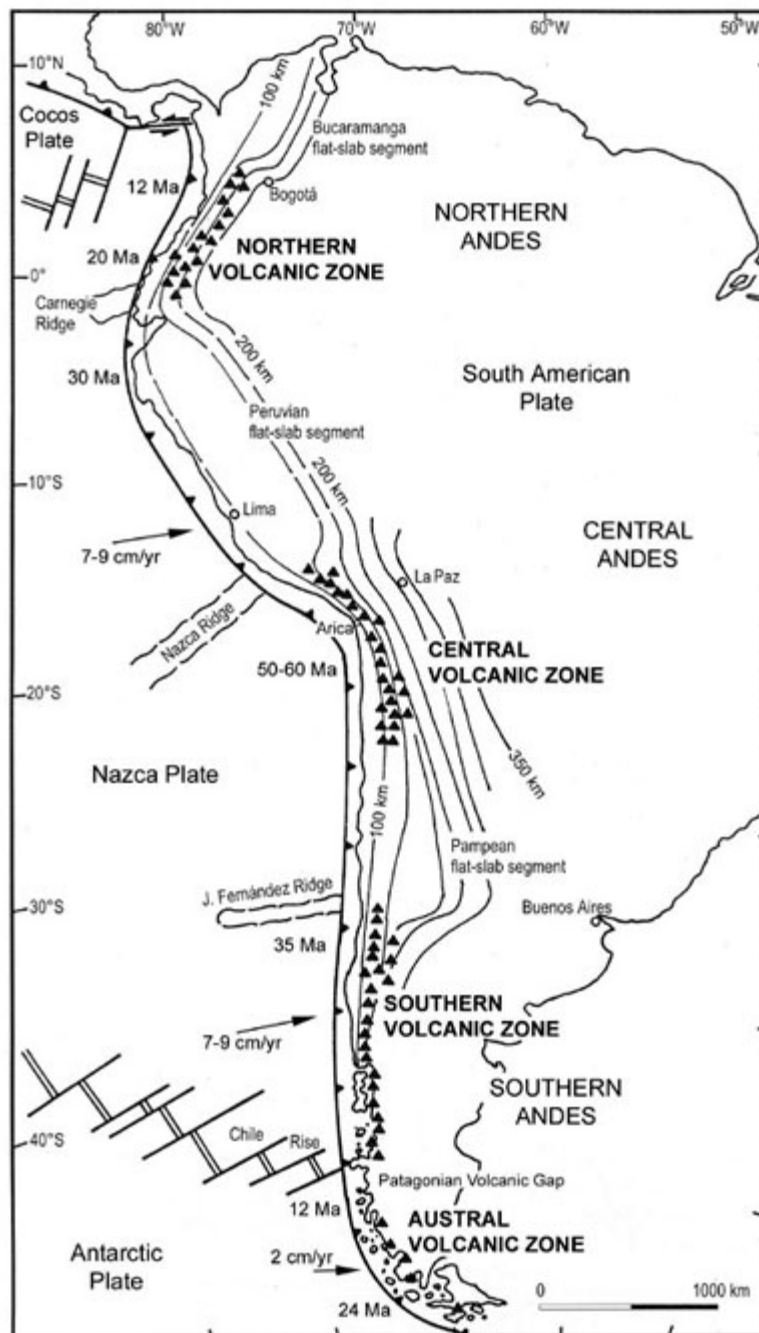 80°W
70°W
60°W
50°W
10°N
Cocos
Plate
100 km
Bucaramanga
flat-slab segment
12 Ma
Bogotá
NORTHERN
ANDES
20 Ma
NORTHERN
VOLCANIC ZONE
0°
Carnegie
Ridge
200 km
30 Ma
South American
Plate
Peruvian
flat-slab segment
10°S
200 km
Lima
CENTRAL
ANDES
7-9 cm/yr
La Paz
Nazca Ridge
Arica
50-60 Ma
CENTRAL
VOLCANIC ZONE
20°S
Nazca Plate
350 km
100 km
Pampean
flat-slab segment
J. Fernández Ridge
30°S
Buenos Aires
35 Ma
SOUTHERN
VOLCANIC ZONE
7-9 cm/yr
SOUTHERN
ANDES
40°S
Chile Rise
Patagonian Volcanic Gap
12 Ma
AUSTRAL
VOLCANIC ZONE
Antarctic
Plate
2 cm/yr
24 Ma
0 1000 km